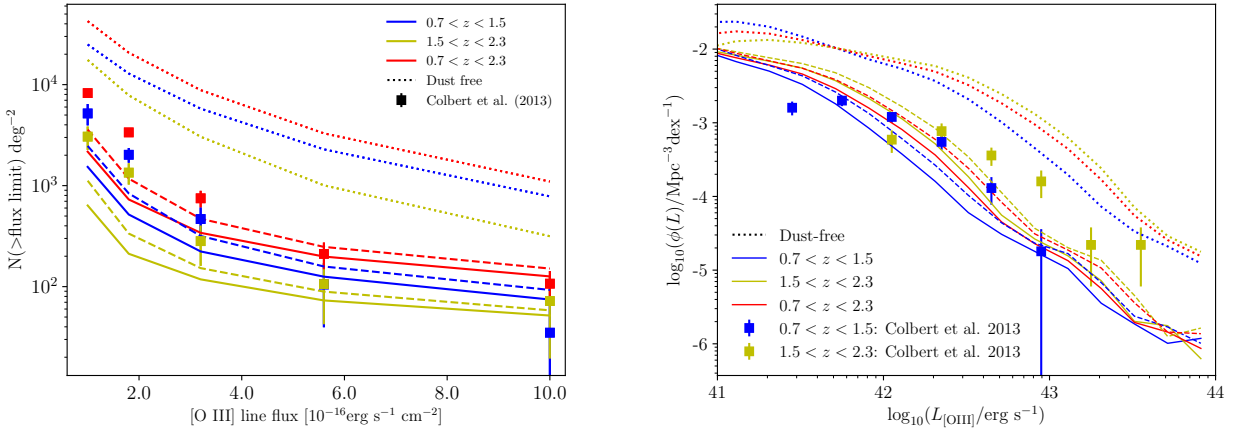 N(>flux limit) deg⁻²
10⁴
10³
10²
0.7 < z < 1.5
1.5 < z < 2.3
0.7 < z < 2.3
Dust free
Colbert et al. (2013)
2.0 4.0 6.0 8.0 10.0
[O III] line flux [10⁻¹⁶erg s⁻¹ cm⁻²]
log₁₀(ϕ(L)/Mpc⁻³dex⁻¹)
-2
-3
-4
-5
-6
Dust-free
0.7 < z < 1.5
1.5 < z < 2.3
0.7 < z < 2.3
0.7 < z < 1.5: Colbert et al. 2013
1.5 < z < 2.3: Colbert et al. 2013
41 42 43 44
log₁₀(L[OIII]/erg s⁻¹)